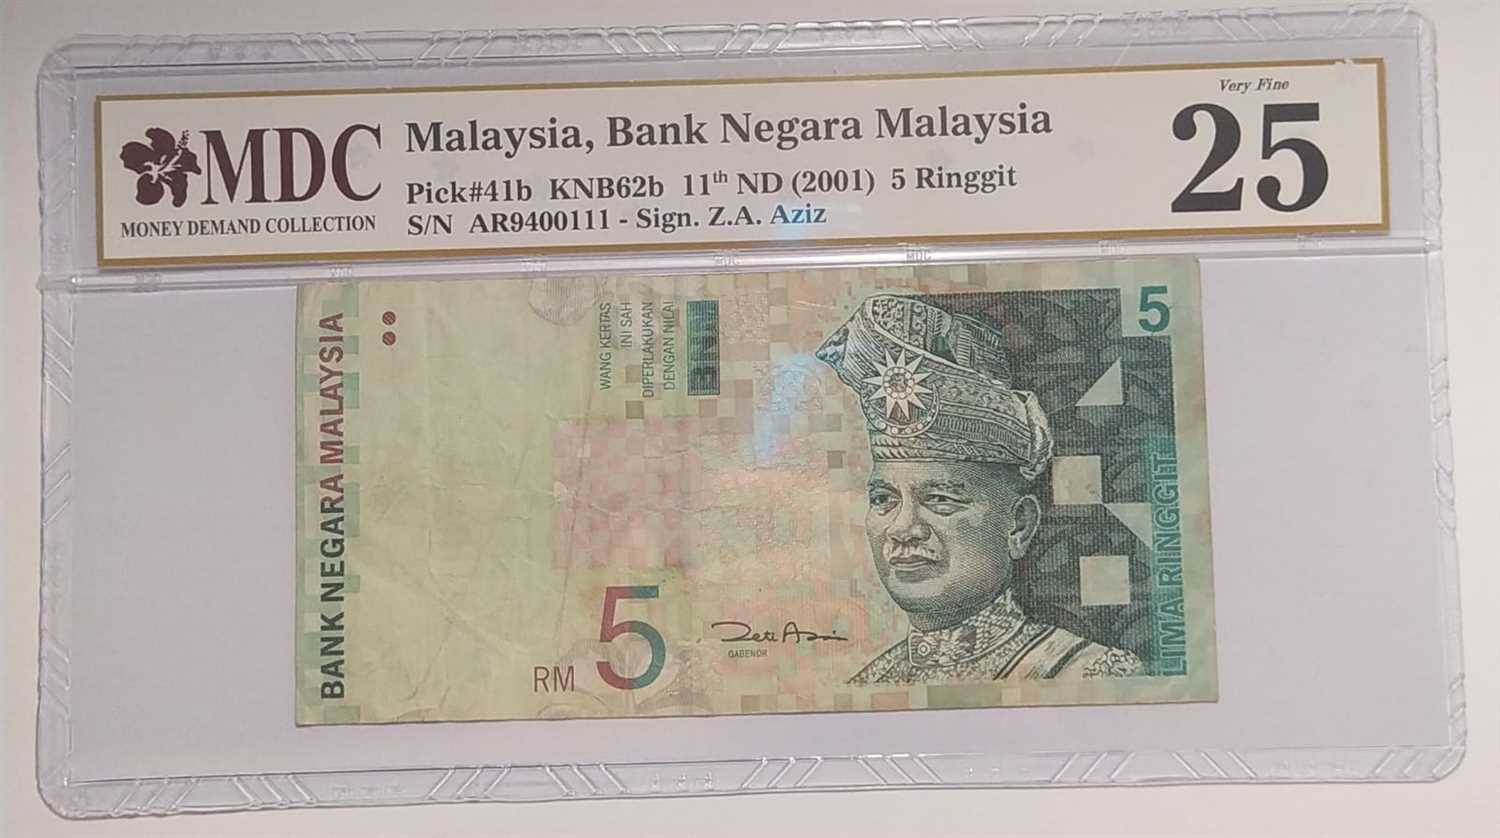 Very Fine
MDC
MONEY DEMAND COLLECTION
Malaysia, Bank Negara Malaysia
Pick#41b KNB62b 11th ND (2001) 5 Ringgit
S/N AR9400111 - Sign. Z.A. Aziz
25
BANK NEGARA MALAYSIA
WANG KERTAS
INI SAH
DIPERLAKUKAN
DENGAN NILAI
5
LIMA RINGGIT
RM 5
Zeti Aziz
GABENOR